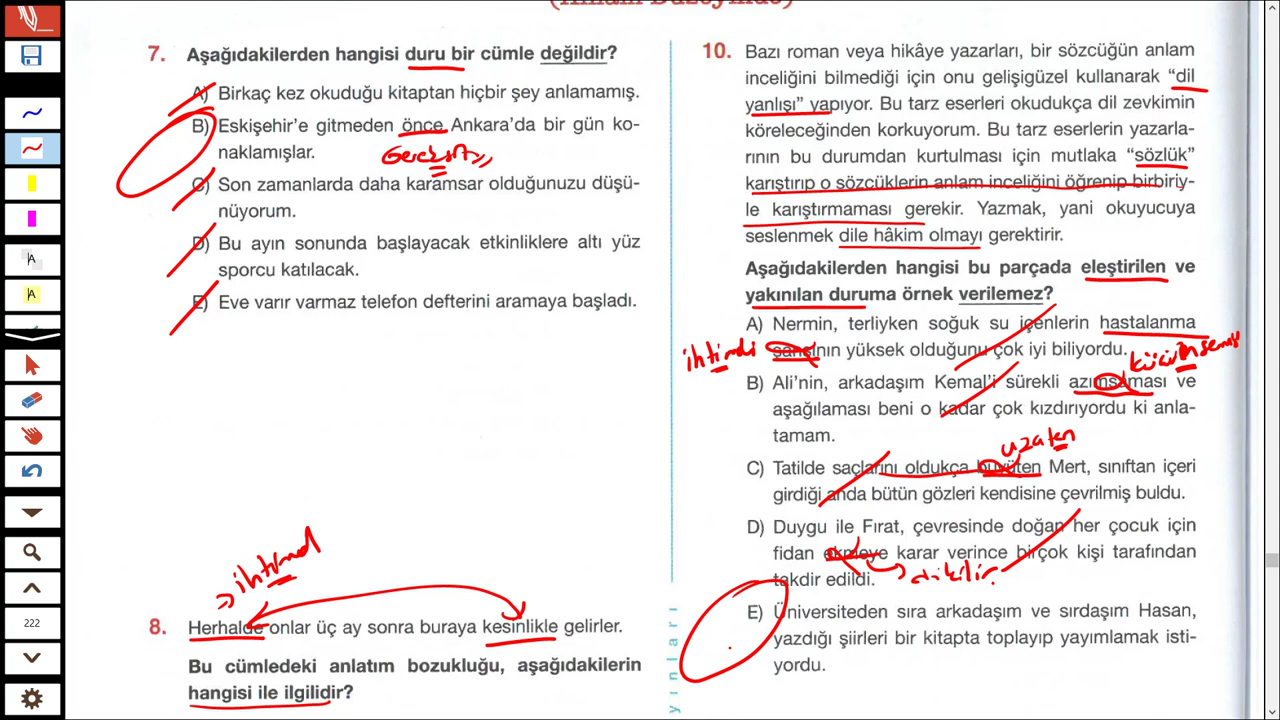 (Anlam Düzeyinde)
7. Aşağıdakilerden hangisi duru bir cümle değildir?
A) Birkaç kez okuduğu kitaptan hiçbir şey anlamamış.
B) Eskişehir'e gitmeden önce Ankara'da bir gün ko-
naklamışlar.
Gereksiz
C) Son zamanlarda daha karamsar olduğunuzu düşü-
nüyorum.
D) Bu ayın sonunda başlayacak etkinliklere altı yüz
sporcu katılacak.
E) Eve varır varmaz telefon defterini aramaya başladı.
ihtimal
8. Herhalde onlar üç ay sonra buraya kesinlikle gelirler.
Bu cümledeki anlatım bozukluğu, aşağıdakilerin
hangisi ile ilgilidir?
10. Bazı roman veya hikâye yazarları, bir sözcüğün anlam
inceliğini bilmediği için onu gelişigüzel kullanarak “dil
yanlışı” yapıyor. Bu tarz eserleri okudukça dil zevkimin
köreleceğinden korkuyorum. Bu tarz eserlerin yazarla-
rının bu durumdan kurtulması için mutlaka “sözlük”
karıştırıp o sözcüklerin anlam inceliğini öğrenip birbiriy-
le karıştırmaması gerekir. Yazmak, yani okuyucuya
seslenmek dile hâkim olmayı gerektirir.
Aşağıdakilerden hangisi bu parçada eleştirilen ve
yakınılan duruma örnek verilemez?
A) Nermin, terliyken soğuk su içenlerin hastalanma
ihtimali
şansının yüksek olduğunu çok iyi biliyordu.
küçümsemesi
B) Ali'nin, arkadaşım Kemal'i sürekli azımsaması ve
aşağılaması beni o kadar çok kızdırıyordu ki anla-
tamam.
uzatan
C) Tatilde saçlarını oldukça büyüten Mert, sınıftan içeri
girdiği anda bütün gözleri kendisine çevrilmiş buldu.
D) Duygu ile Fırat, çevresinde doğan her çocuk için
fidan ekmeye karar verince birçok kişi tarafından
takdir edildi.
dikilir
E) Üniversiteden sıra arkadaşım ve sırdaşım Hasan,
yazdığı şiirleri bir kitapta toplayıp yayımlamak isti-
yordu.
yınları
A
A
222